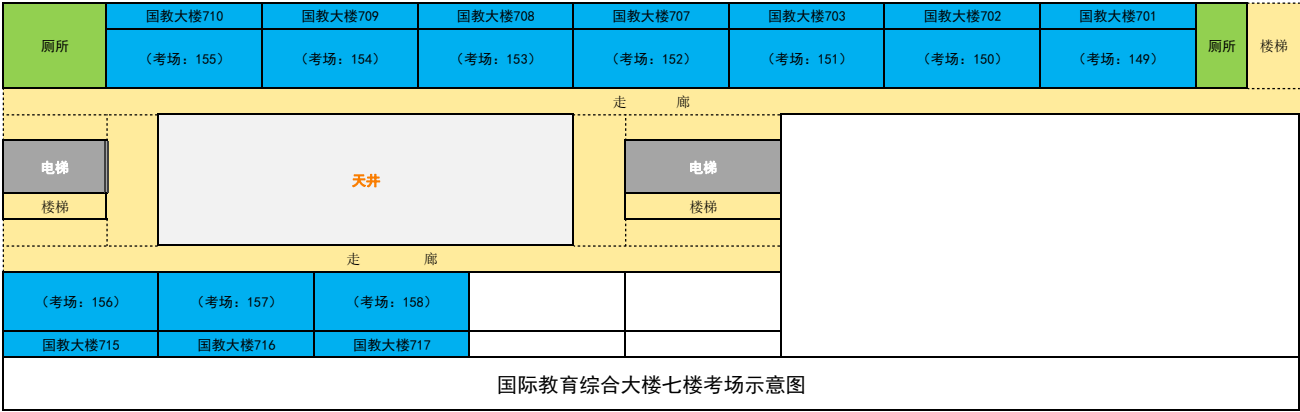 国教大楼710
国教大楼709
国教大楼708
国教大楼707
国教大楼703
国教大楼702
国教大楼701
厕所
(考场：155)
(考场：154)
(考场：153)
(考场：152)
(考场：151)
(考场：150)
(考场：149)
厕所
楼梯
走 廊
电梯
楼梯
天井
电梯
楼梯
走 廊
(考场：156)
(考场：157)
(考场：158)
国教大楼715
国教大楼716
国教大楼717
国际教育综合大楼七楼考场示意图